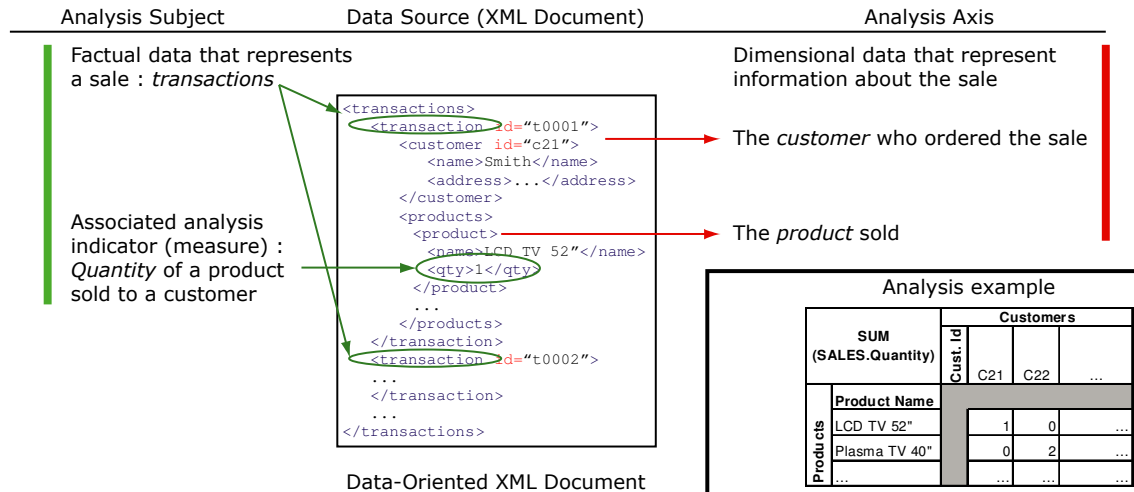 Analysis Subject
Data Source (XML Document)
Analysis Axis
Factual data that represents
a sale : transactions
Associated analysis
indicator (measure) :
Quantity of a product
sold to a customer
<transactions>
<transaction id=“t0001”>
<customer id=“c21”>
<name>Smith</name>
<address>...</address>
</customer>
<products>
<product>
<name>LCD TV 52”</name>
<qty>1</qty>
</product>
...
</products>
</transaction>
<transaction id=“t0002”>
...
</transaction>
...
</transactions>
Data-Oriented XML Document
Dimensional data that represent
information about the sale
The customer who ordered the sale
The product sold
Analysis example
SUM
(SALES.Quantity)
Customers
Cust. Id
C21 C22 ...
Products
Product Name
LCD TV 52" 1 0 ...
Plasma TV 40" 0 2 ...
... ... ... ...